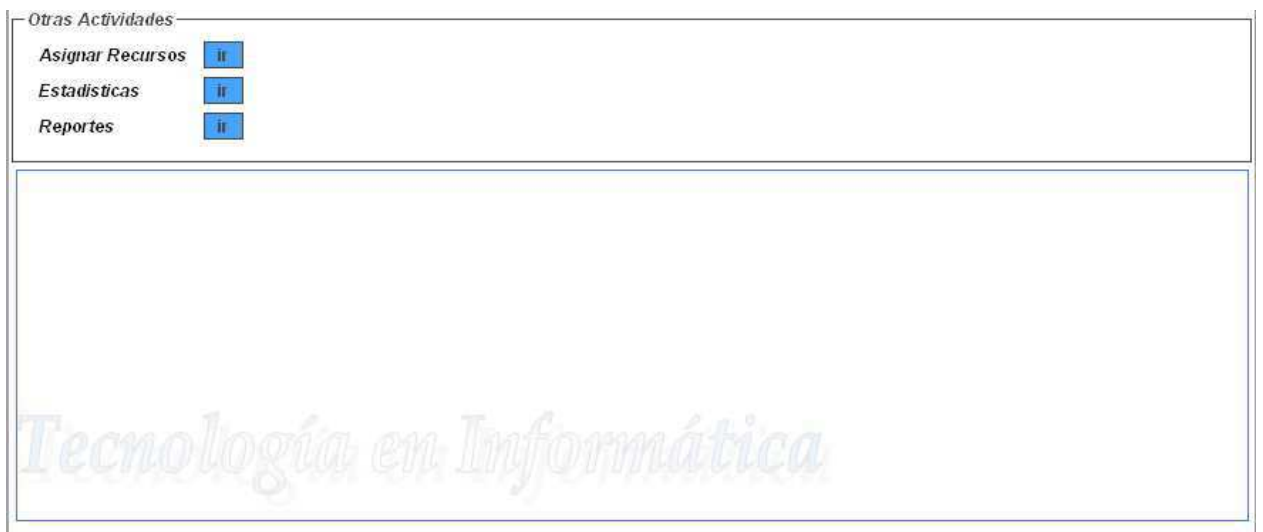 Otras Actividades
Asignar Recursos ir
Estadisticas ir
Reportes ir
Tecnología en Informática